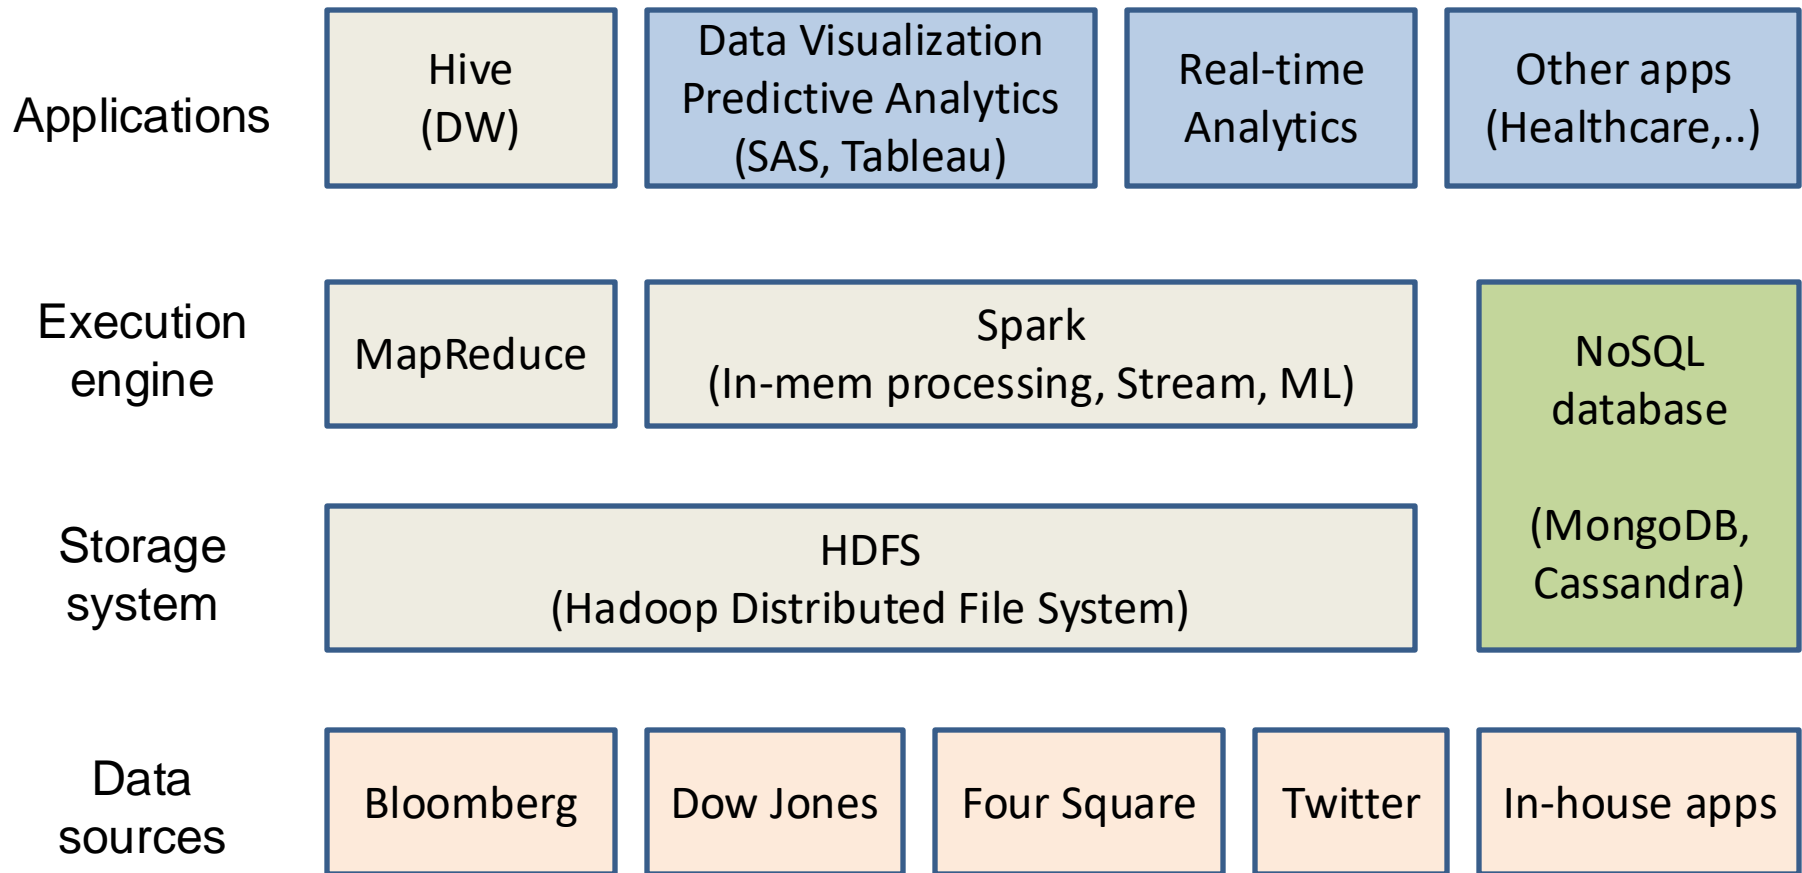 Applications
Hive
(DW)
Data Visualization
Predictive Analytics
(SAS, Tableau)
Real-time
Analytics
Other apps
(Healthcare,..)
Execution
engine
MapReduce
Spark
(In-mem processing, Stream, ML)
NoSQL
database
(MongoDB,
Cassandra)
Storage
system
HDFS
(Hadoop Distributed File System)
Data
sources
Bloomberg
Dow Jones
Four Square
Twitter
In-house apps